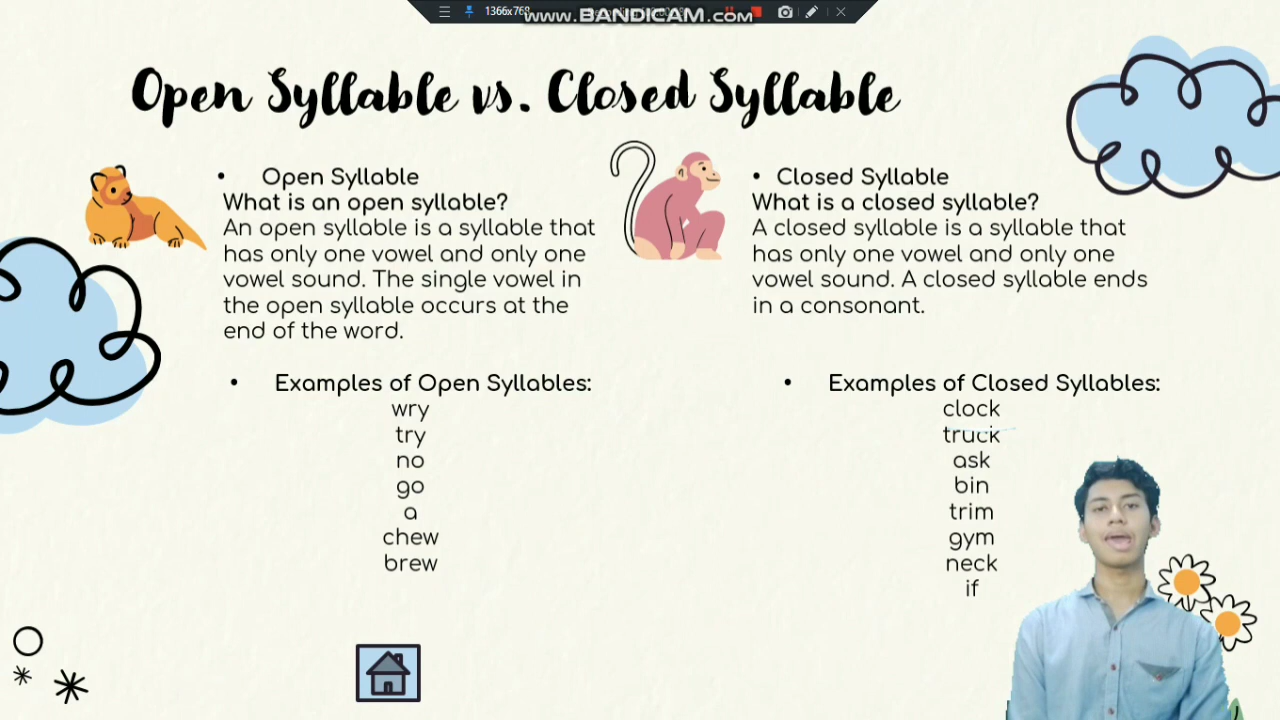 1366x768
www.BANDICAM.com
Open Syllable vs. Closed Syllable
• Open Syllable
What is an open syllable?
An open syllable is a syllable that
has only one vowel and only one
vowel sound. The single vowel in
the open syllable occurs at the
end of the word.
• Examples of Open Syllables:
wry
try
no
go
a
chew
brew
• Closed Syllable
What is a closed syllable?
A closed syllable is a syllable that
has only one vowel and only one
vowel sound. A closed syllable ends
in a consonant.
• Examples of Closed Syllables:
clock
truck
ask
bin
trim
gym
neck
if